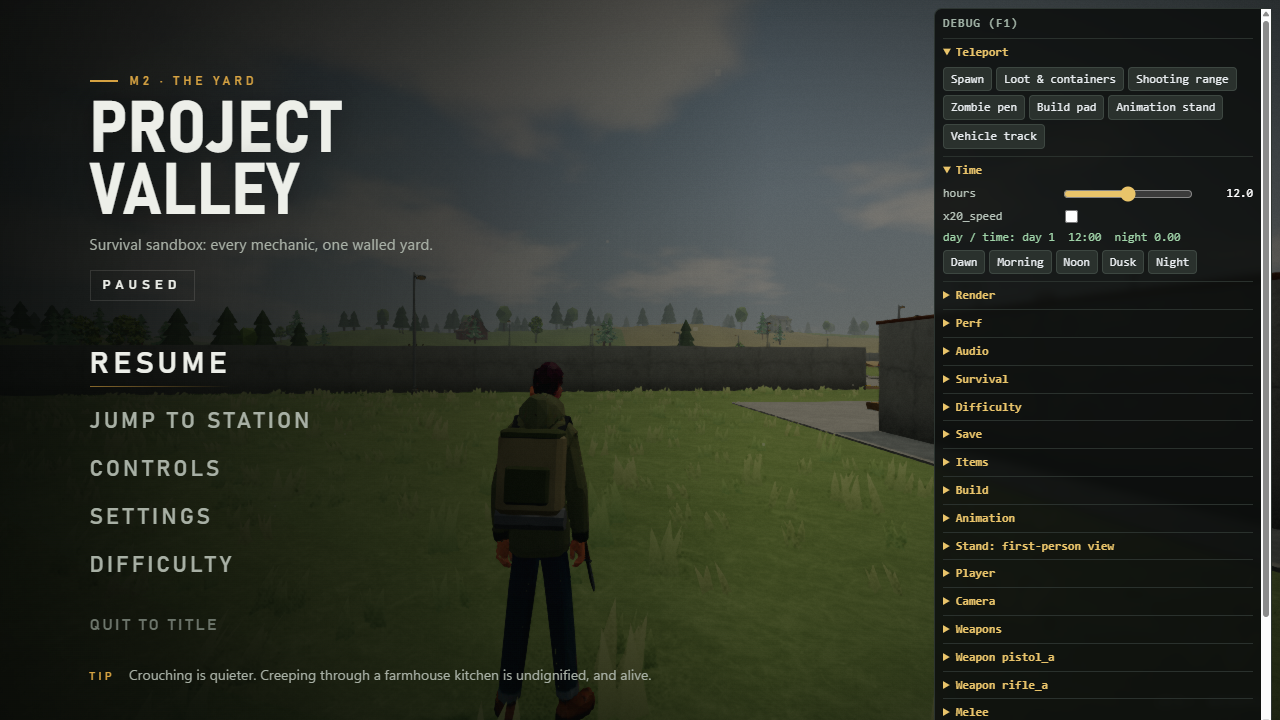 M2 · THE YARD
PROJECT
VALLEY
Survival sandbox: every mechanic, one walled yard.
PAUSED
RESUME
JUMP TO STATION
CONTROLS
SETTINGS
DIFFICULTY
QUIT TO TITLE
TIP Crouching is quieter. Creeping through a farmhouse kitchen is undignified, and alive.
DEBUG (F1)
Teleport
Spawn Loot & containers Shooting range
Zombie pen Build pad Animation stand
Vehicle track
Time
hours 12.0
x20_speed
day / time: day 1 12:00 night 0.00
Dawn Morning Noon Dusk Night
Render
Perf
Audio
Survival
Difficulty
Save
Items
Build
Animation
Stand: first-person view
Player
Camera
Weapons
Weapon pistol_a
Weapon rifle_a
Melee